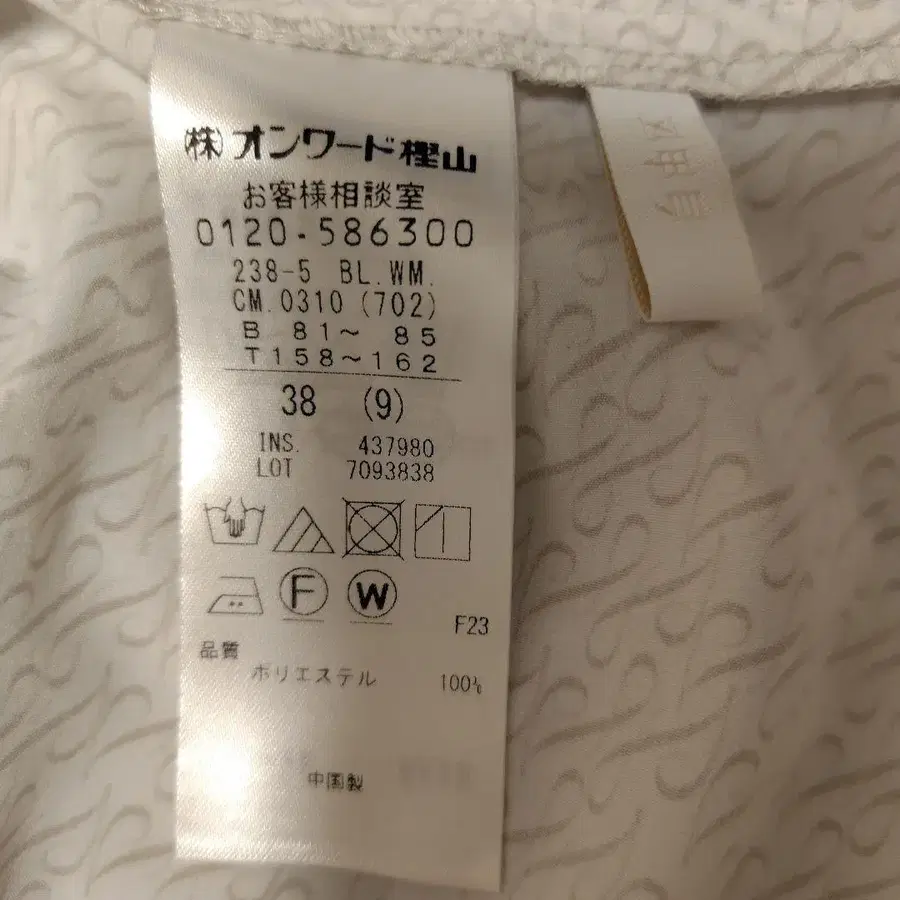 (株)オンワード樫山
お客様相談室
0120-586300
238-5 BL.WM.
CM.0310 (702)
B 81～ 85
T158～162
38 (9)
INS. 437980
LOT 7093838
F W
F23
品質
ポリエステル 100%
中国製